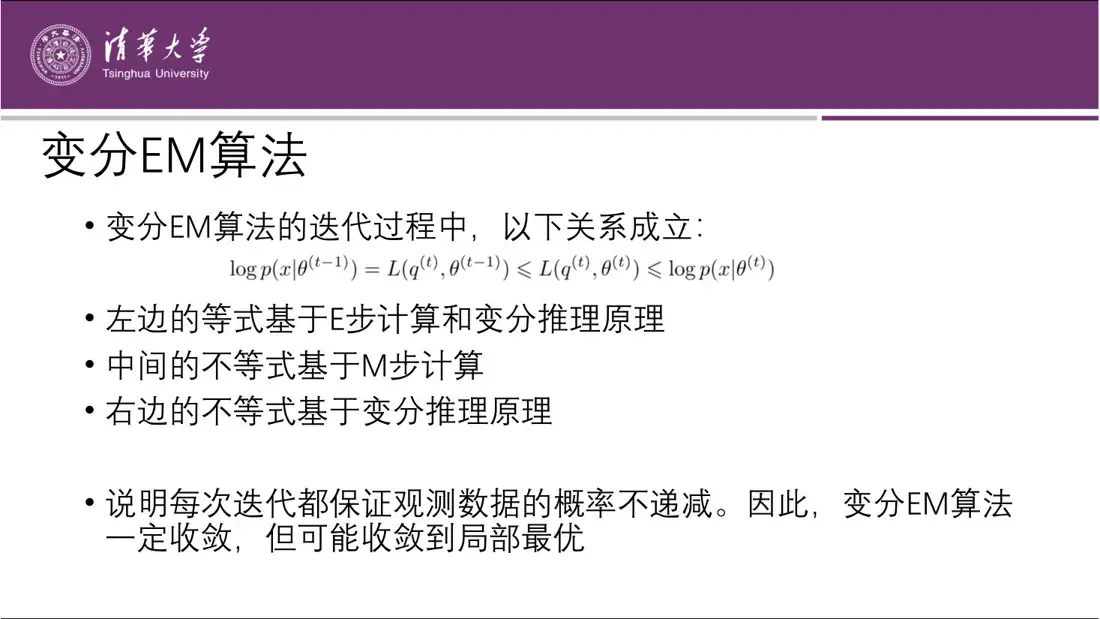 清华大学
Tsinghua University
变分EM算法
• 变分EM算法的迭代过程中，以下关系成立：
log p(x|θ^(t−1)) = L(q^(t), θ^(t−1)) ⩽ L(q^(t), θ^(t)) ⩽ log p(x|θ^(t))
• 左边的等式基于E步计算和变分推理原理
• 中间的不等式基于M步计算
• 右边的不等式基于变分推理原理
• 说明每次迭代都保证观测数据的概率不递减。因此，变分EM算法
一定收敛，但可能收敛到局部最优